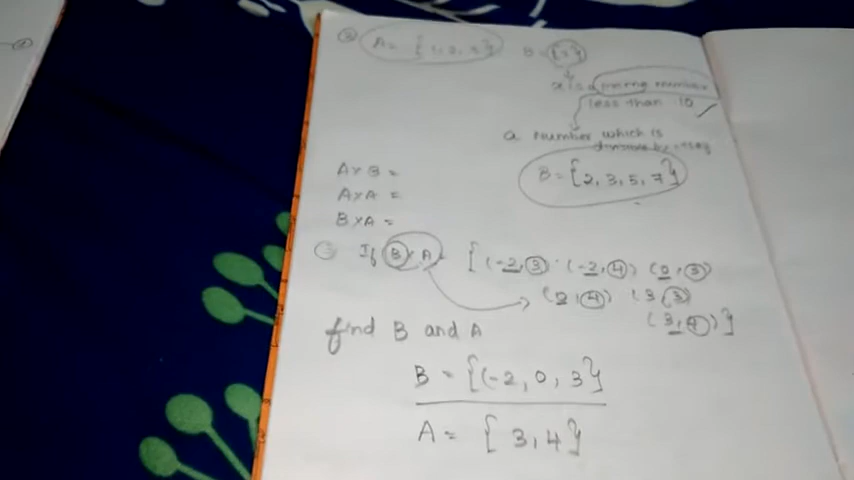 A = { 1, 2, 3 } B = {x}
x is a prime number
less than 10
a number which is
B = {2, 3, 5, 7}
A × B =
A × A =
B × A =
If B × A = [(-2, 3) (-2, 4) (0, 3)
(0, 4) (3, 3)
(3, 4)}
find B and A
B = {(-2, 0, 3}
A = { 3, 4}